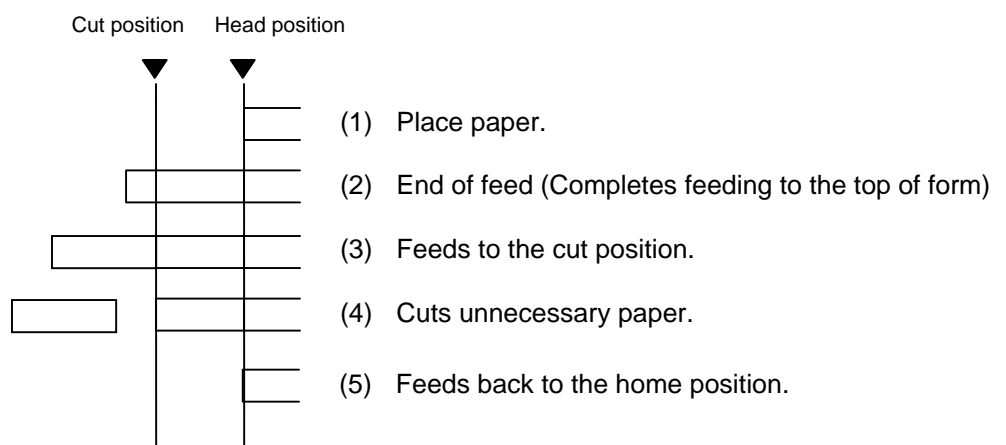 Cut position Head position
(1) Place paper.
(2) End of feed (Completes feeding to the top of form)
(3) Feeds to the cut position.
(4) Cuts unnecessary paper.
(5) Feeds back to the home position.